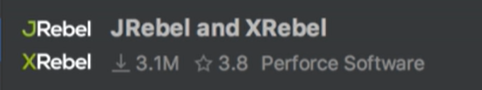 JRebel JRebel and XRebel
XRebel 3.1M 3.8 Perforce Software